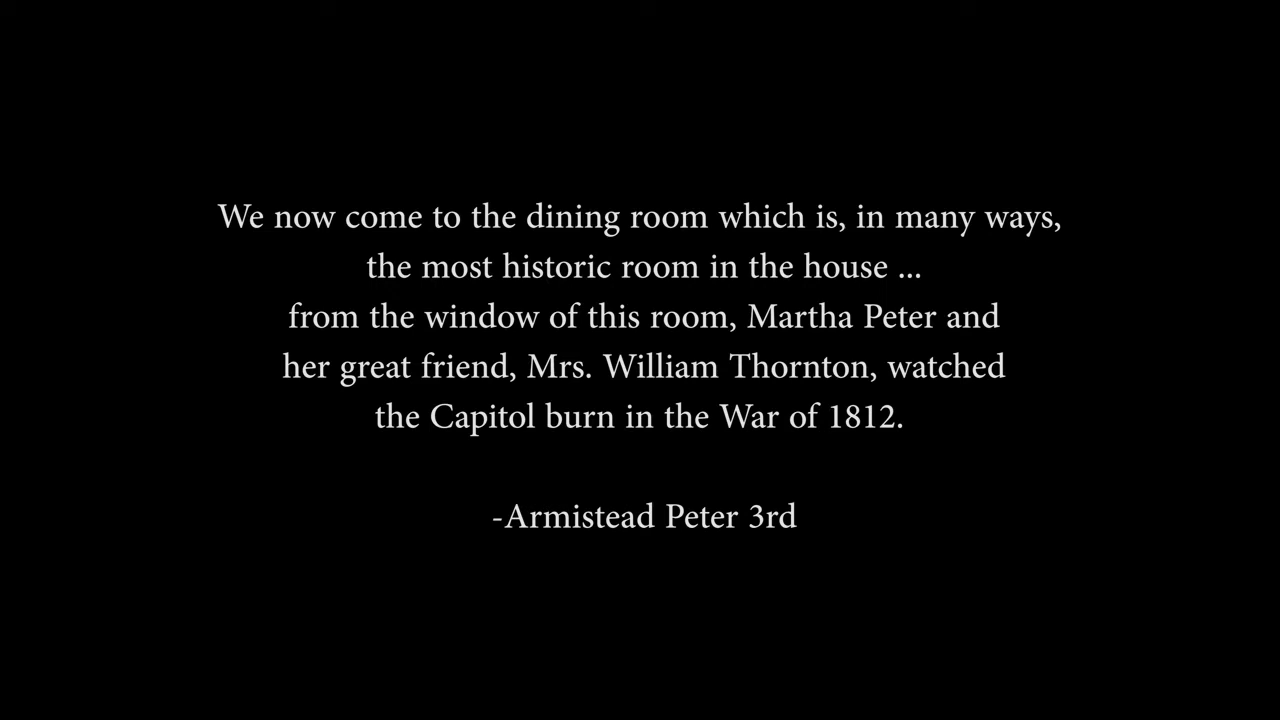 We now come to the dining room which is, in many ways,
the most historic room in the house ...
from the window of this room, Martha Peter and
her great friend, Mrs. William Thornton, watched
the Capitol burn in the War of 1812.
-Armistead Peter 3rd